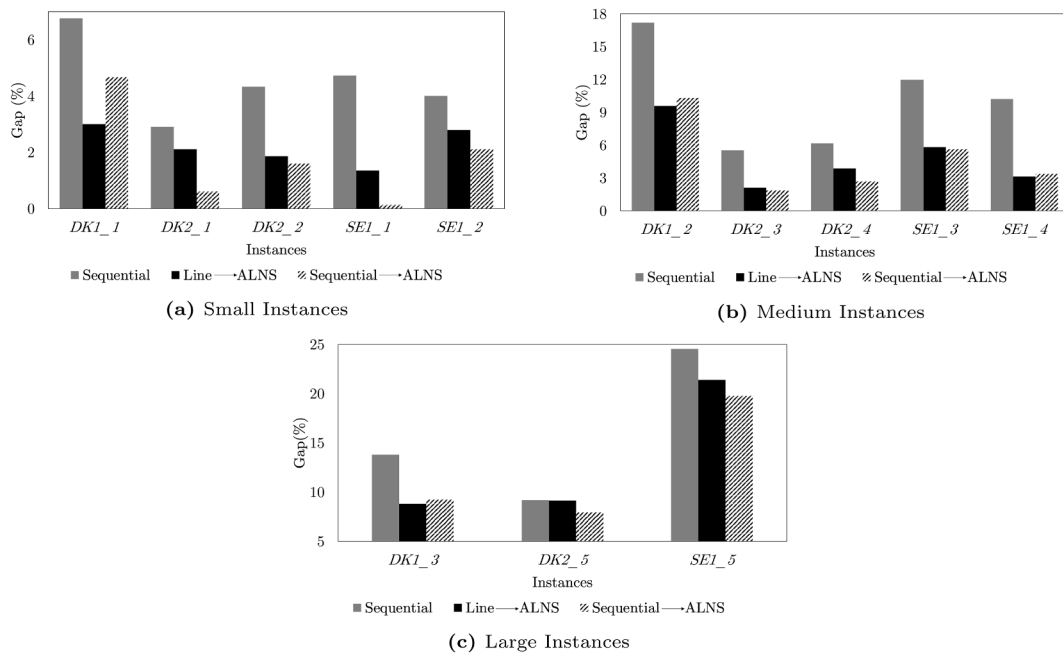 6
4
2
0
Gap (%)
DK1_1 DK2_1 DK2_2 SE1_1 SE1_2
Instances
Sequential Line→ALNS Sequential→ALNS
(a) Small Instances
18
15
12
9
6
3
0
Gap (%)
DK1_2 DK2_3 DK2_4 SE1_3 SE1_4
Instances
Sequential Line→ALNS Sequential→ALNS
(b) Medium Instances
25
20
15
10
5
Gap(%)
DK1_3 DK2_5 SE1_5
Instances
Sequential Line→ALNS Sequential→ALNS
(c) Large Instances